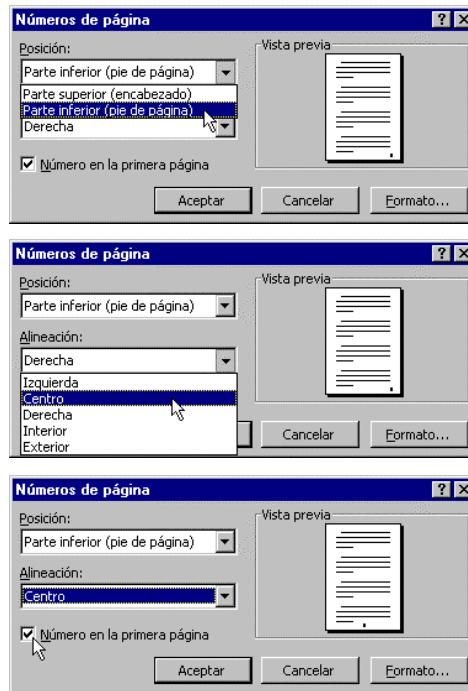 Números de página
Posición:
Vista previa
Parte inferior (pie de página)
Parte superior (encabezado)
Parte inferior (pie de página)
Derecha
Número en la primera página
Aceptar
Cancelar
Formato...
Números de página
Posición:
Vista previa
Parte inferior (pie de página)
Alineación:
Derecha
Izquierda
Centro
Derecha
Interior
Exterior
Cancelar
Formato...
Números de página
Posición:
Vista previa
Parte inferior (pie de página)
Alineación:
Centro
Número en la primera página
Aceptar
Cancelar
Formato...